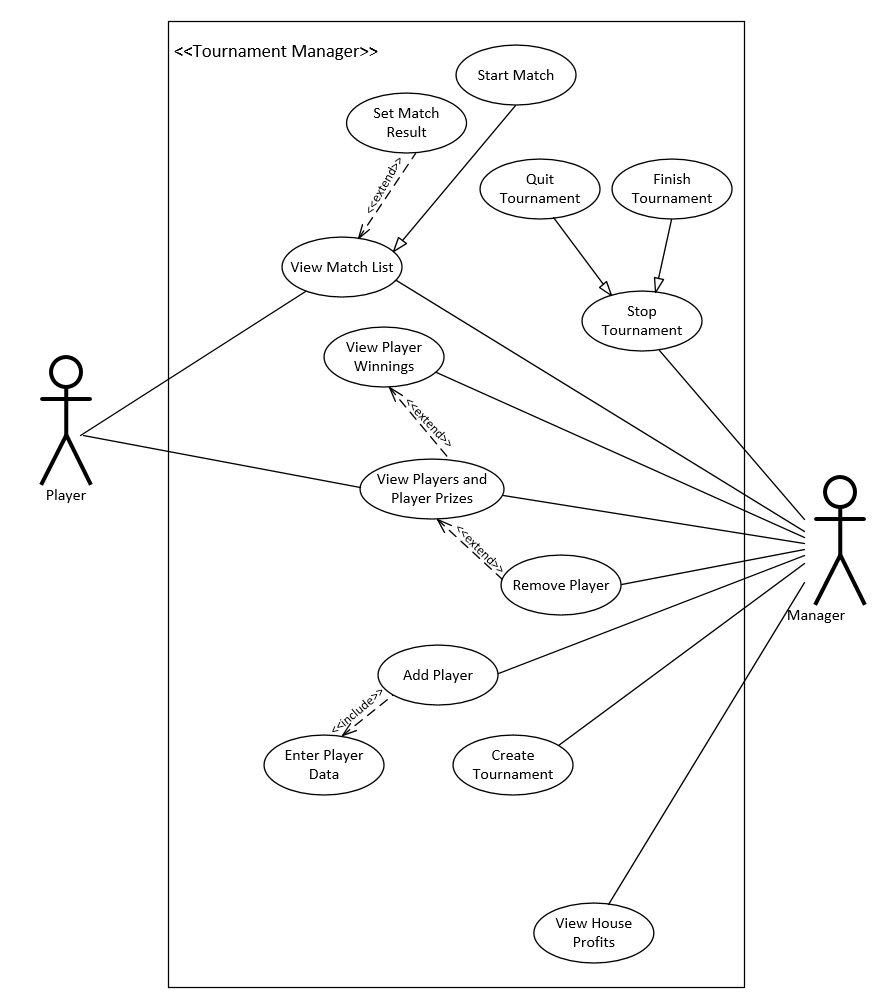 <<Tournament Manager>>
Start Match
Set Match
Result
<<extend>>
Quit
Tournament
Finish
Tournament
View Match List
Stop
Tournament
View Player
Winnings
<<extend>>
Player
View Players and
Player Prizes
<<extend>>
Remove Player
Manager
Add Player
<<include>>
Enter Player
Data
Create
Tournament
View House
Profits